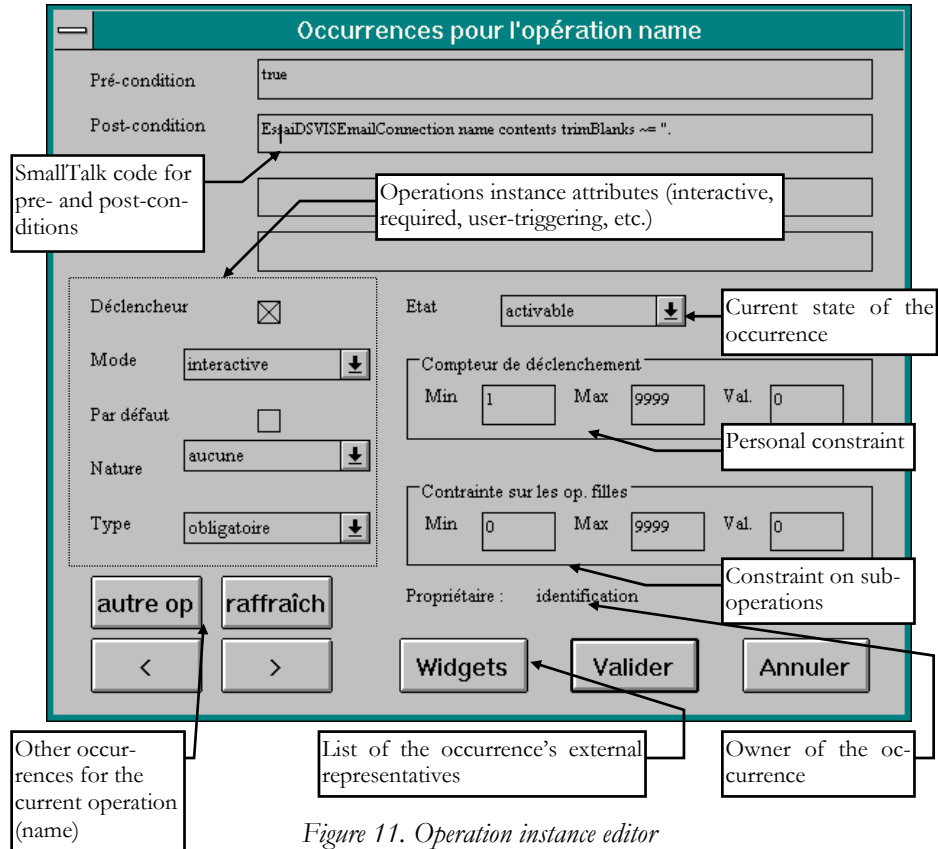 Occurrences pour l'opération name
Pré-condition
true
Post-condition
EssaiDSVISEmailConnection name contents trimBlanks ~= ''.
SmallTalk code for
pre- and post-con-
ditions
Operations instance attributes (interactive,
required, user-triggering, etc.)
Déclencheur
Etat
activable
Current state of the
occurrence
Mode
interactive
Compteur de déclenchement
Min 1 Max 9999 Val. 0
Par défaut
Personal constraint
Nature
aucune
Contrainte sur les op. filles
Min 0 Max 9999 Val. 0
Type
obligatoire
Constraint on sub-
operations
autre op
raffraîch
Propriétaire : identification
<
>
Widgets
Valider
Annuler
Other occur-
rences for the
current operation
(name)
List of the occurrence's external
representatives
Owner of the oc-
currence
Figure 11. Operation instance editor